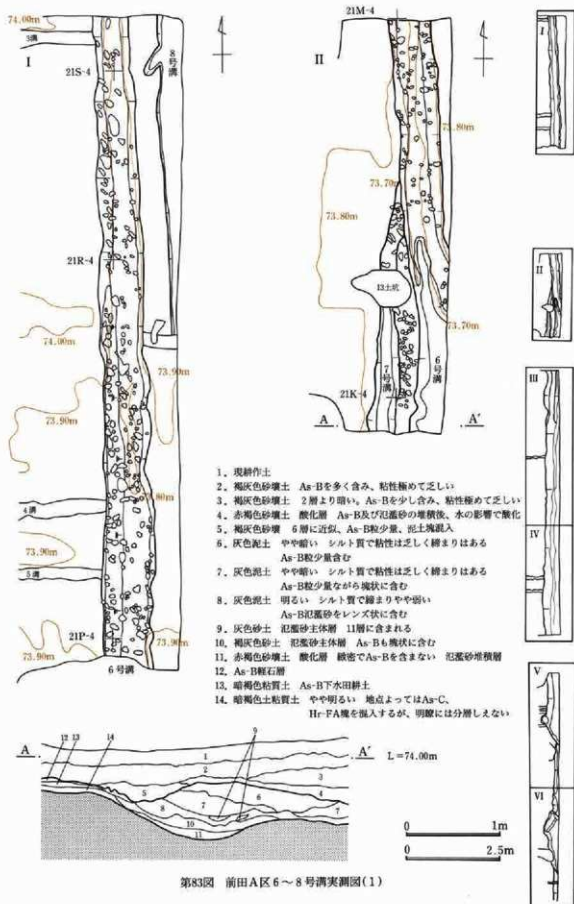 74.00m
3溝
I
21S-4
8号溝
21R-4
74.00m
73.90m
73.90m
73.80m
4溝
73.90m
5溝
21P-4
73.90m
73.90m
6号溝
21M-4
II
73.80m
73.70m
73.80m
13土坑
73.70m
21K-4
7号溝
6号溝
A
A′
I
II
III
IV
V
VI
1. 現耕作土
2. 褐灰色砂壌土 As-Bを多く含み、粘性極めて乏しい
3. 褐灰色砂壌土 2層より暗い。As-Bを少し含み、粘性極めて乏しい
4. 赤褐色砂壌土 酸化層 As-B及び氾濫砂の堆積後、水の影響で酸化
5. 褐灰色砂壌土 6層に近似、As-B粒少量、泥土塊混入
6. 灰色泥土 やや暗い シルト質で粘性は乏しく締まりはある
As-B粒少量含む
7. 灰色泥土 やや暗い シルト質で粘性は乏しく締まりはある
As-B粒少量ながら塊状に含む
8. 灰色泥土 明るい シルト質で締まりやや弱い
As-B氾濫砂をレンズ状に含む
9. 灰色砂土 氾濫砂主体層 11層に含まれる
10. 褐灰砂土 氾濫砂主体層 As-Bも塊状に含む
11. 赤褐色砂壌土 酸化層 緻密でAs-Bを含まない 氾濫砂堆積層
12. As-B軽石層
13. 暗褐色粘質土 As-B下水田耕土
14. 暗褐色土粘質土 やや明るい 地点よってはAs-C、
Hr-FA塊を混入するが、明瞭には分層しえない
A
12 13
14
9
A′
L=74.00m
1
2
3
4
5
6
7
7
8
10
11
0 1m
0 2.5m
第83図 前田A区6～8号溝実測図(1)